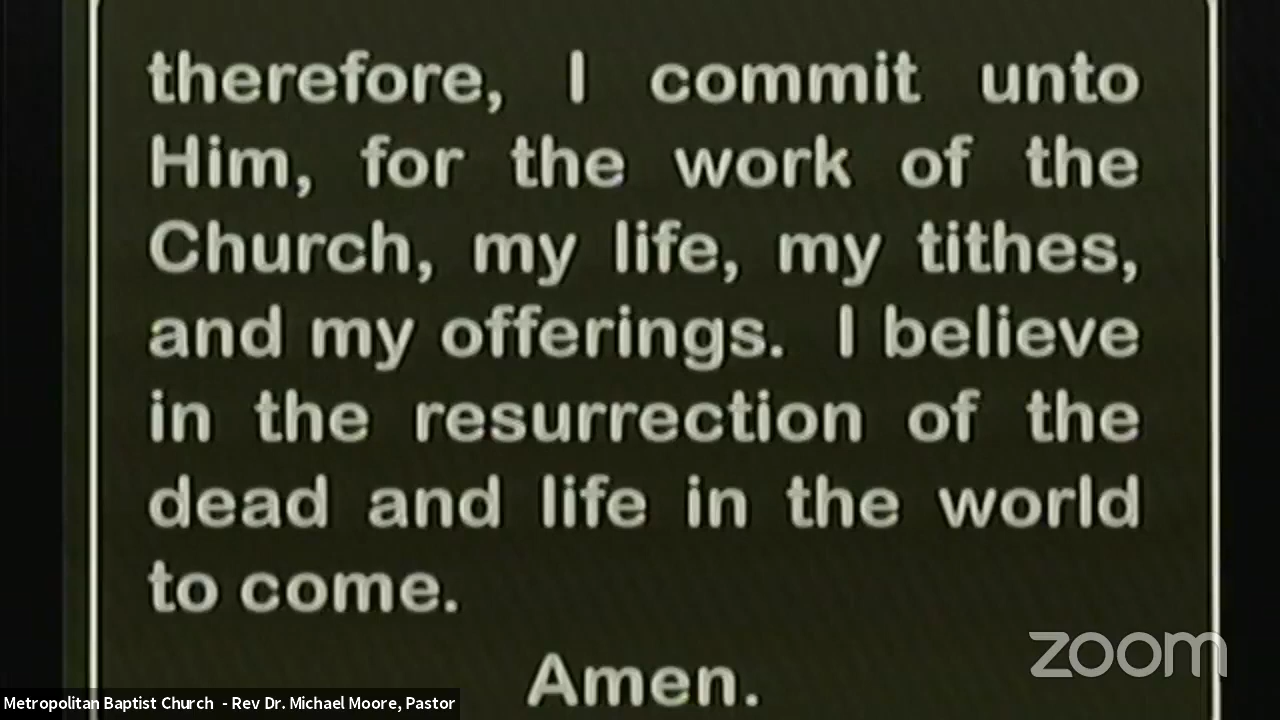 therefore, I commit unto
Him, for the work of the
Church, my life, my tithes,
and my offerings. I believe
in the resurrection of the
dead and life in the world
to come.
Amen.
zoom
Metropolitan Baptist Church - Rev Dr. Michael Moore, Pastor